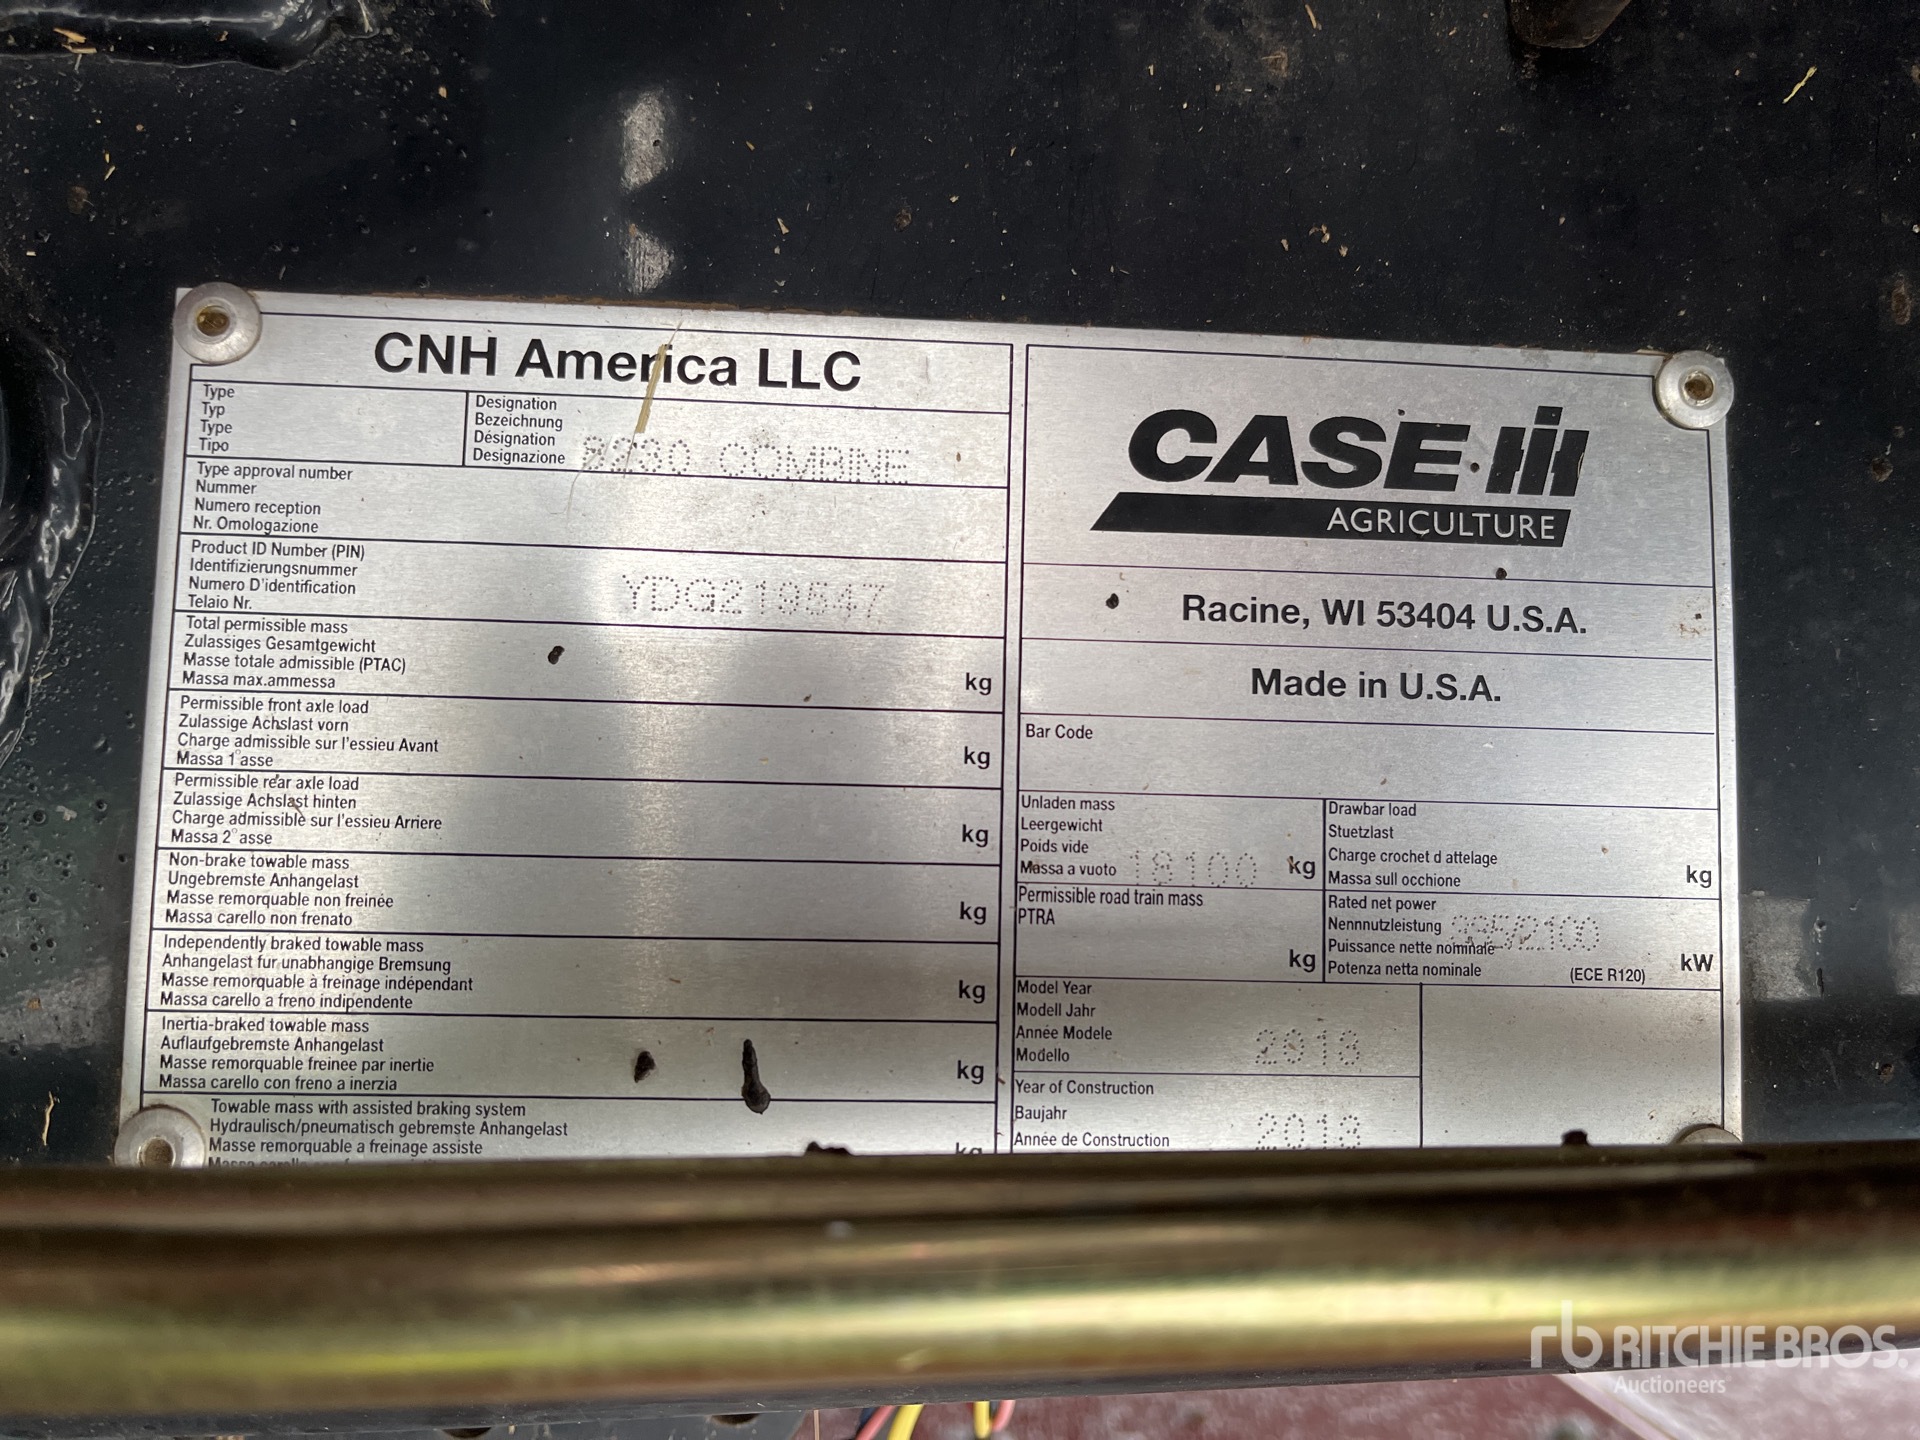 CNH America LLC
Type
Typ
Type
Tipo
Designation
Bezeichnung
Désignation
Designazione
COMBINE
Type approval number
Nummer
Numero reception
Nr. Omologazione
Product ID Number (PIN)
Identifizierungsnummer
Numero D'identification
Telaio Nr.
YDG219547
Total permissible mass
Zulassiges Gesamtgewicht
Masse totale admissible (PTAC)
Massa max.ammessa
kg
Permissible front axle load
Zulassige Achslast vorn
Charge admissible sur l'essieu Avant
Massa 1°asse
kg
Permissible rear axle load
Zulassige Achslast hinten
Charge admissible sur l'essieu Arriere
Massa 2°asse
kg
Non-brake towable mass
Ungebremste Anhangelast
Masse remorquable non freinée
Massa carello non frenato
kg
Independently braked towable mass
Anhangelast fur unabhangige Bremsung
Masse remorquable à freinage indépendant
Massa carello a freno indipendente
kg
Inertia-braked towable mass
Auflaufgebremste Anhangelast
Masse remorquable freinee par inertie
Massa carello con freno a inerzia
kg
Towable mass with assisted braking system
Hydraulisch/pneumatisch gebremste Anhangelast
Masse remorquable a freinage assiste
kg
CASE IH
AGRICULTURE
Racine, WI 53404 U.S.A.
Made in U.S.A.
Bar Code
Unladen mass
Leergewicht
Poids vide
Massa a vuoto
18100 kg
Drawbar load
Stuetzlast
Charge crochet d attelage
Massa sull occhione
kg
Permissible road train mass
PTRA
kg
Rated net power
Nennnutzleistung
Puissance nette nominale
Potenza netta nominale
(ECE R120)
kW
Model Year
Modell Jahr
Année Modele
Modello
2013
Year of Construction
Baujahr
Année de Construction
2013
rb RITCHIE BROS.
Auctioneers